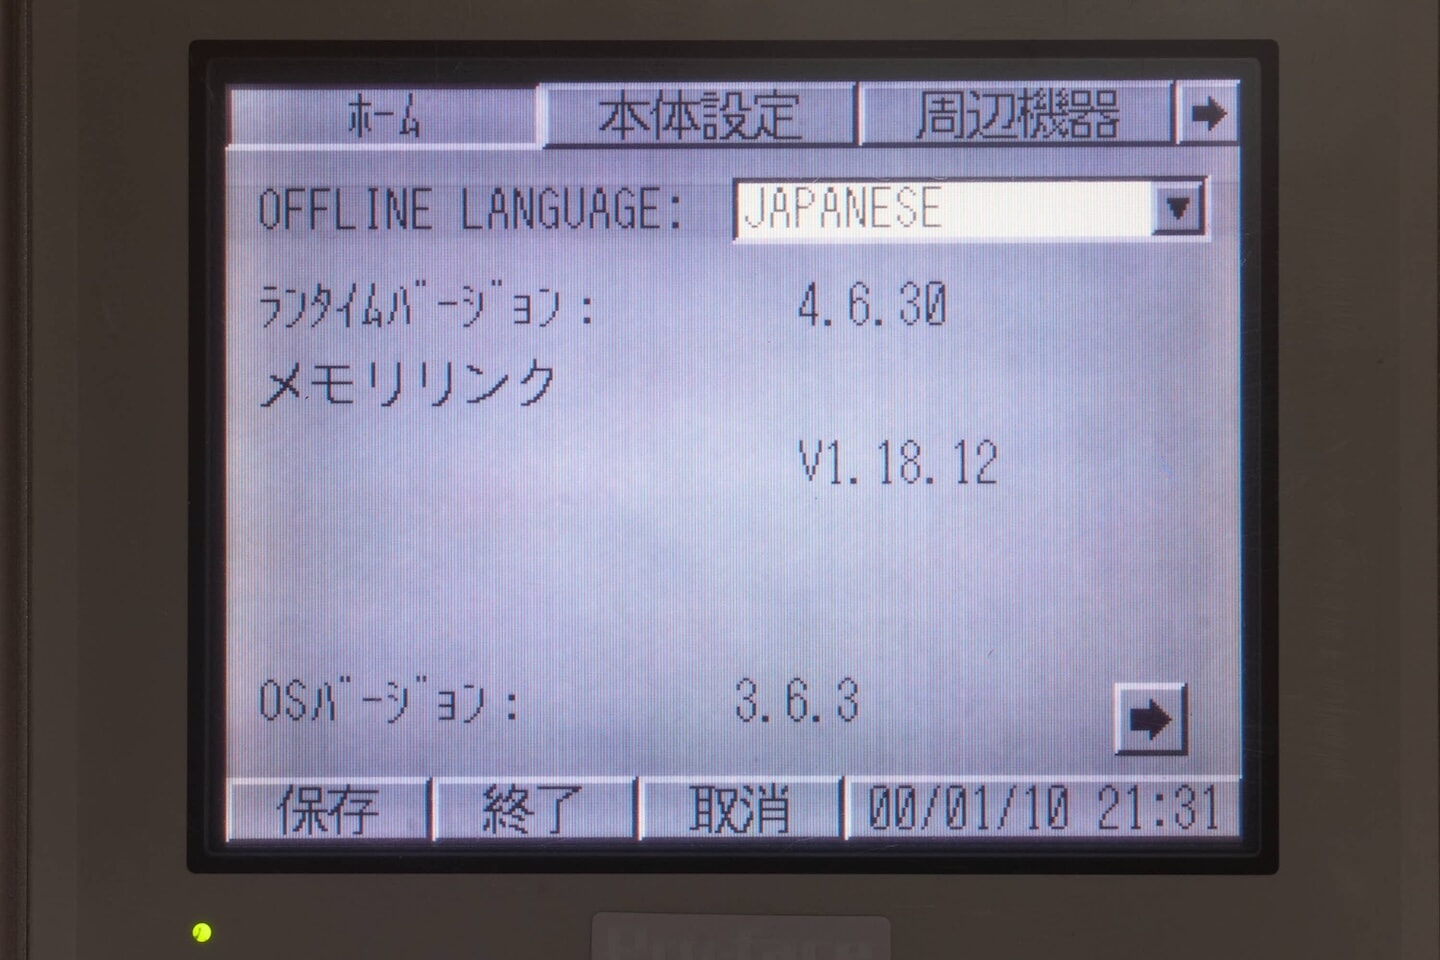 ﾎｰﾑ 本体設定 周辺機器
OFFLINE LANGUAGE: JAPANESE
ﾗﾝﾀｲﾑﾊﾞｰｼﾞｮﾝ: 4.6.30
メモリリンク
V1.18.12
OSﾊﾞｰｼﾞｮﾝ: 3.6.3
保存 終了 取消 00/01/10 21:31